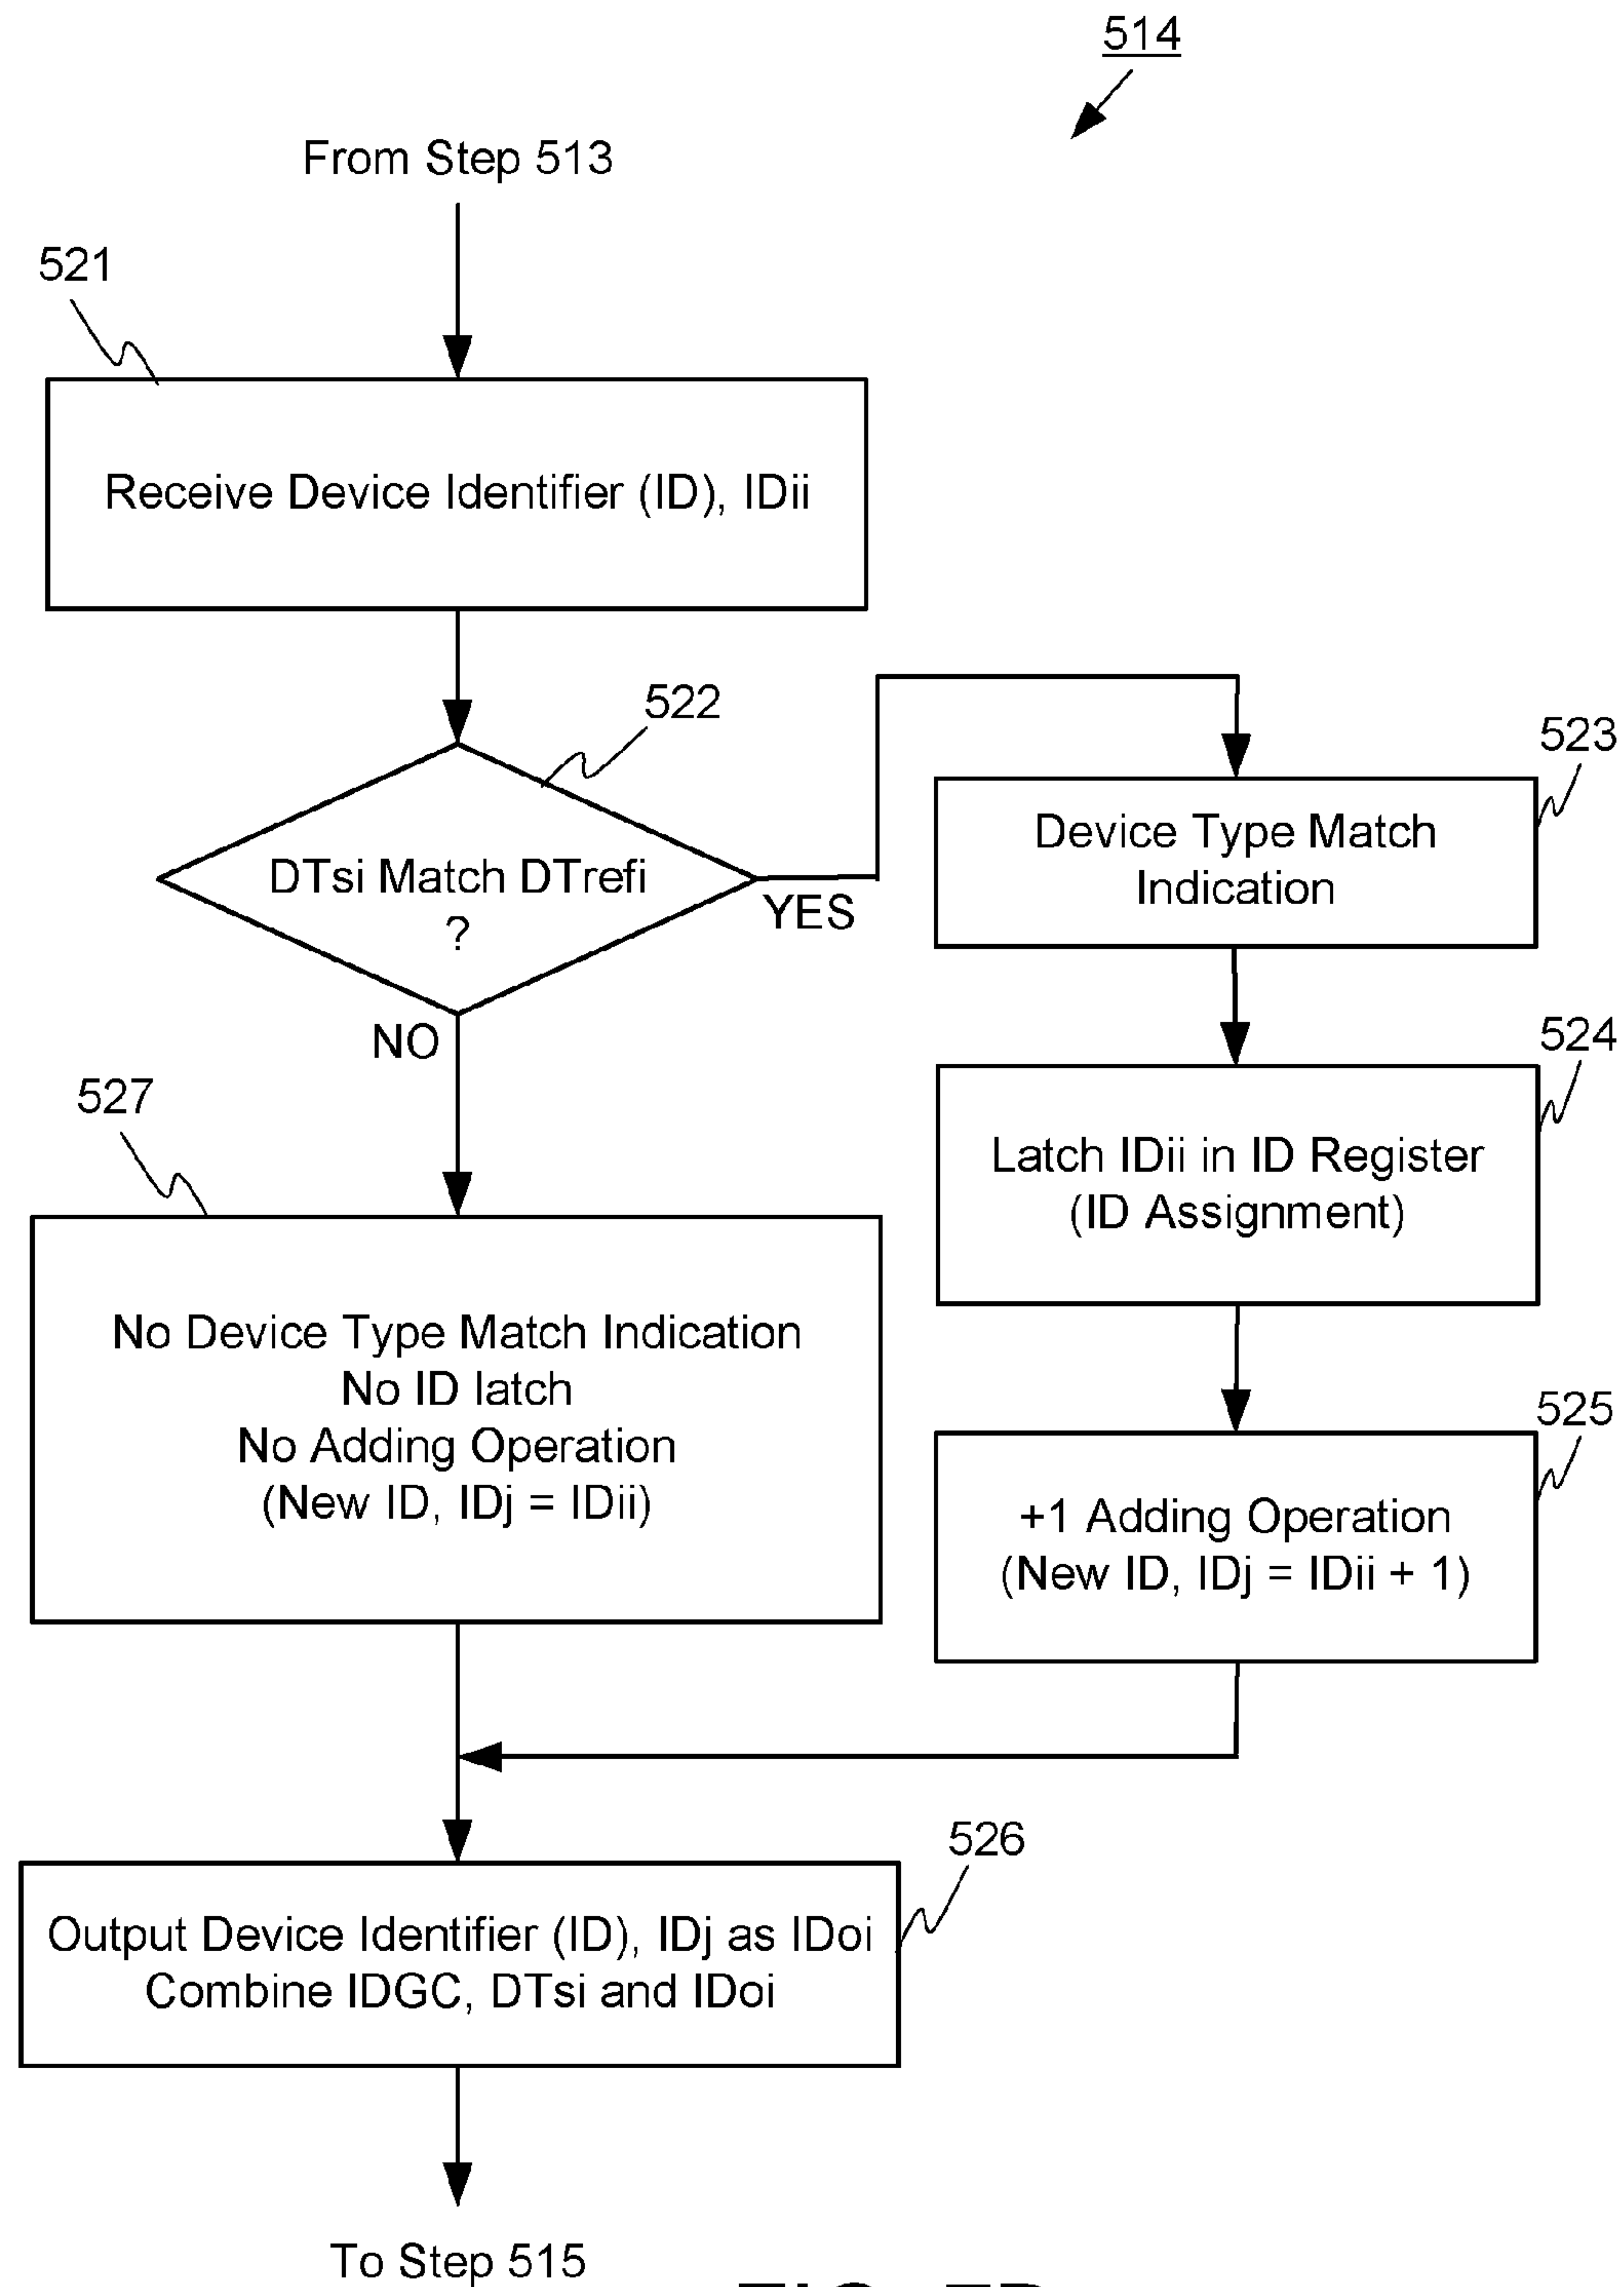 514
From Step 513
521
Receive Device Identifier (ID), IDii
522
DTsi Match DTrefi
?
YES
NO
523
Device Type Match
Indication
524
Latch IDii in ID Register
(ID Assignment)
525
+1 Adding Operation
(New ID, IDj = IDii + 1)
527
No Device Type Match Indication
No ID latch
No Adding Operation
(New ID, IDj = IDii)
526
Output Device Identifier (ID), IDj as IDoi
Combine IDGC, DTsi and IDoi
To Step 515